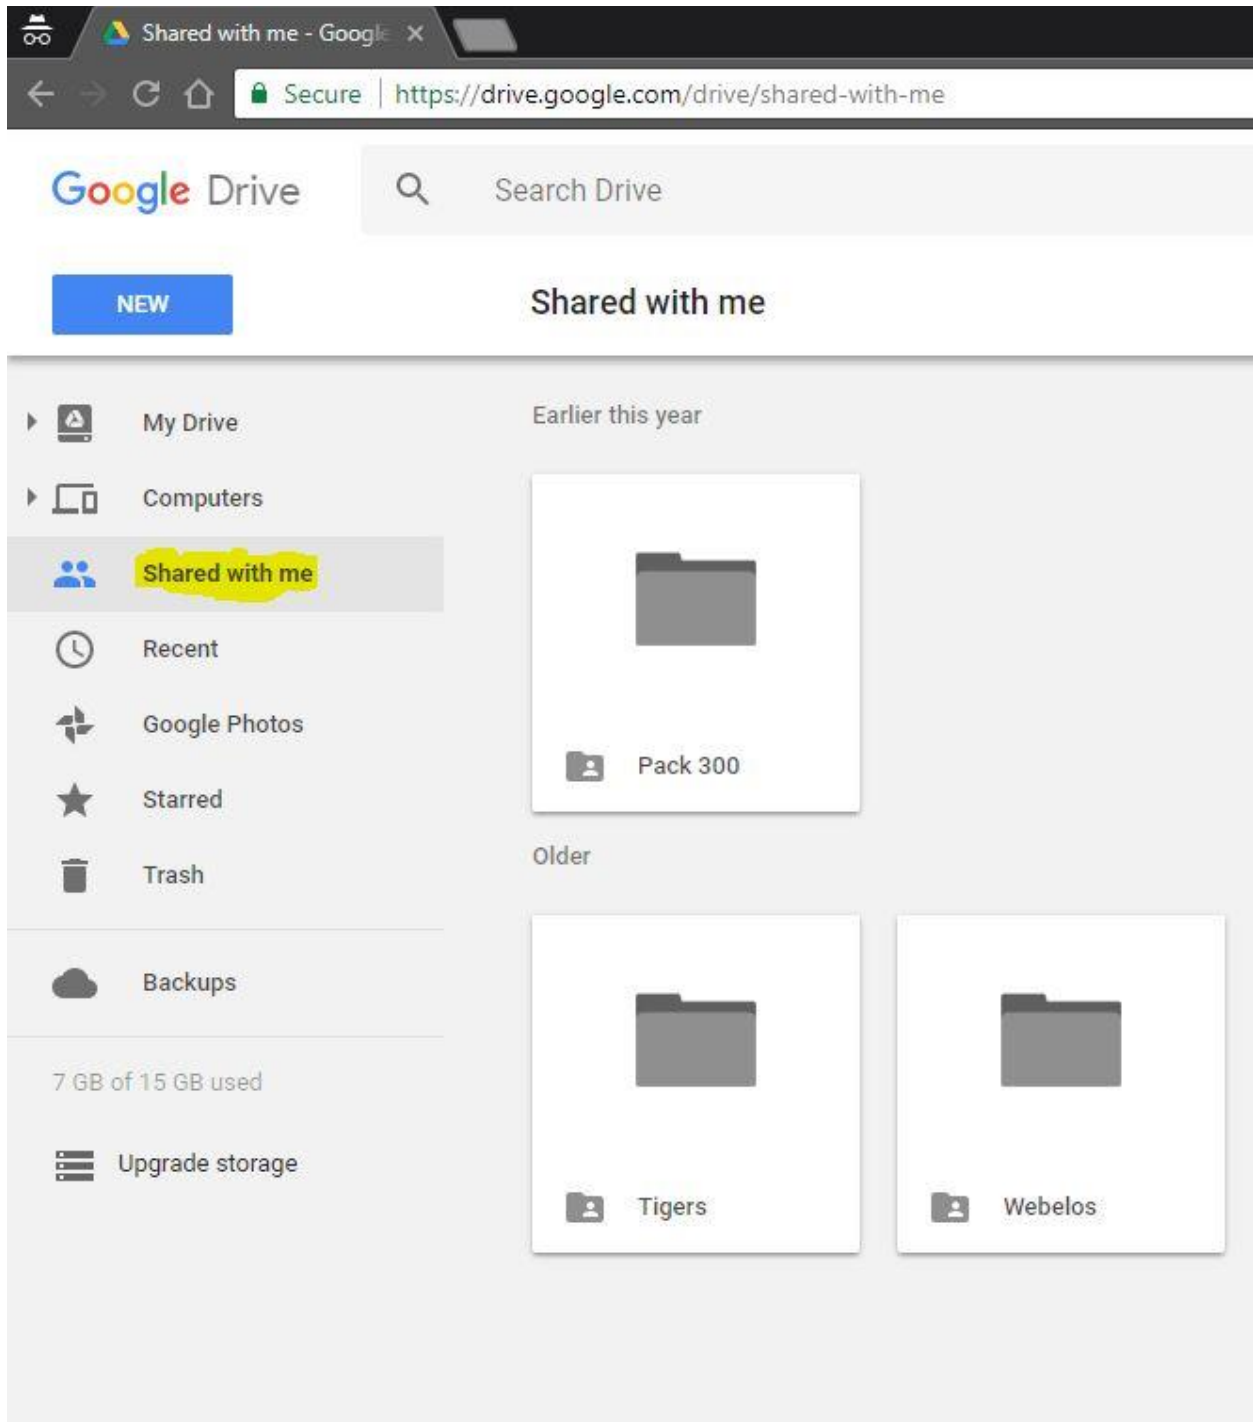 Shared with me - Google
Secure | https://drive.google.com/drive/shared-with-me
Google Drive
Search Drive
NEW
Shared with me
My Drive
Computers
Shared with me
Recent
Google Photos
Starred
Trash
Backups
7 GB of 15 GB used
Upgrade storage
Earlier this year
Pack 300
Older
Tigers
Webelos